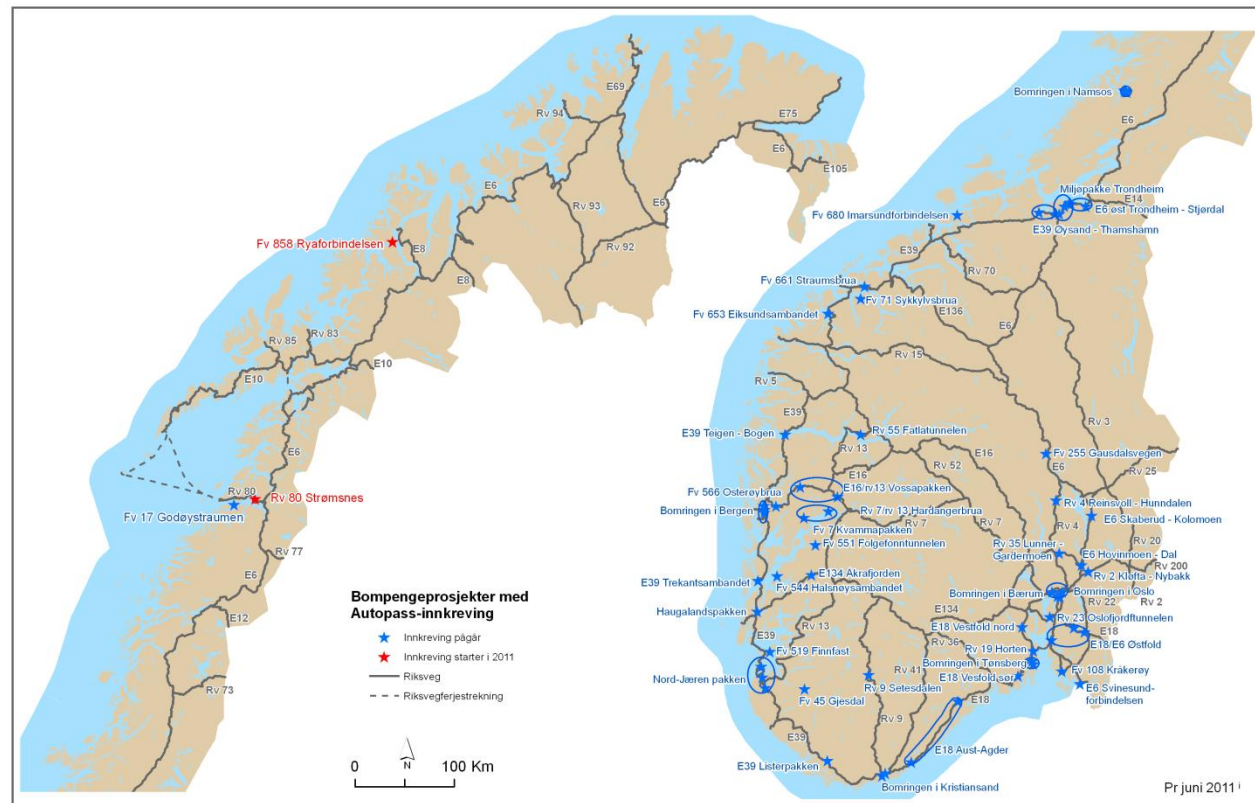 E69
Rv 94
E75
E6
E105
Rv 93
E6
E6
Rv 92
Fv 858 Ryaforbindelsen
E8
E8
Rv 83
Rv 85
E10
E10
E6
Rv 80
Rv 80 Strømsnes
Fv 17 Godøystraumen
Rv 77
E6
E12
Rv 73
Bompengeprosjekter med
Autopass-innkreving
Innkreving pågår
Innkreving starter i 2011
Riksveg
Riksvegferjestrekning
N
0 100 Km
Bomringen i Namsos
E6
Miljøpakke Trondheim
E14
Fv 680 Imarsundforbindelsen
E6 øst Trondheim - Stjørdal
E39 Øysand - Thamshamn
E39
Rv 70
Fv 661 Straumsbrua
Fv 71 Sykkylvsbrua
Fv 653 Eiksundsambandet
E136
E6
Rv 15
Rv 5
Rv 3
E39
E39 Teigen - Bogen
Rv 55 Fatlatunnelen
Rv 13
E16
Rv 52
Fv 255 Gausdalsvegen
E6
Rv 25
E16
Fv 566 Osterøybrua
E16/rv13 Vossapakken
Rv 4 Reinsvoll - Hunndalen
Bomringen i Bergen
Rv 7/rv 13 Hardangerbrua
Rv 7
Rv 7
E6 Skaberud - Kolomoen
Fv 7 Kvammapakken
Rv 4
Fv 551 Folgefonntunnelen
Rv 35 Lunner -
Gardermoen
Rv 20
E6 Hovinmoen - Dal
Rv 200
E134 Åkrafjorden
Rv 2 Kløfta - Nybakk
E39 Trekantsambandet
Fv 544 Halsnøysambandet
Bomringen i Bærum
Bomringen i Oslo
Rv 22
Rv 2
Haugalandspakken
Rv 13
E134
Rv 23 Oslofjordtunnelen
E18 Vestfold nord
E18
E39
Rv 36
E18/E6 Østfold
Fv 519 Finnfast
Rv 19 Horten
Rv 41
Bomringen i Tønsberg
Fv 108 Kråkerøy
Nord-Jæren pakken
Rv 9 Setesdalen
E18 Vesfold sør
Fv 45 Gjesdal
E6 Svinesund-
forbindelsen
E18
Rv 9
E39
E18 Aust-Agder
E39 Listerpakken
Bomringen i Kristiansand
Pr juni 2011 i